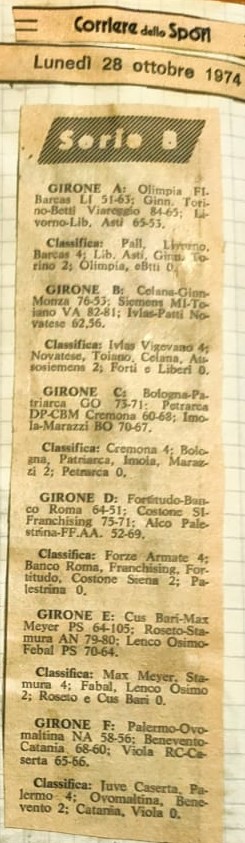 Corriere dello Sport
Lunedì 28 ottobre 1974
Serie B
GIRONE A: Olimpia FI-
Barcas LI 51-63; Ginn. Tori-
no-Betti Viareggio 84-65; Li-
vorno-Lib. Asti 65-53.
Classifica: Pall. Livorno,
Barcas 4; Lib. Asti, Ginn. To-
rino 2; Olimpia, eBtti 0.
GIRONE B: Celana-Ginn-
Monza 76-53; Siemens MI-To-
iano VA 82-81; Ivlas-Patti No-
vatese 62,56.
Classifica: Ivlas Vigevano 4;
Novatese, Toiano, Celana, Au-
sosiemens 2; Forti e Liberi 0.
GIRONE C: Bologna-Pa-
triarca GO 73-71; Petrarca
DP-CBM Cremona 60-68; Imo-
la-Marazzi BO 70-67.
Classifica: Cremona 4; Bolo-
gna, Patriarca, Imola, Maraz-
zi 2; Petrarca 0.
GIRONE D: Fortitudo-Ban-
co Roma 64-51; Costone SI-
Franchising 75-71; Alco Pale-
strina-FF.AA. 52-69.
Classifica: Forze Armate 4;
Banco Roma, Franchising, For-
titudo, Costone Siena 2; Pa-
lestrina 0.
GIRONE E: Cus Bari-Max
Meyer PS 64-105; Roseto-Sta-
mura AN 79-80; Lenco Osimo-
Febal PS 70-64.
Classifica: Max Meyer, Sta-
mura 4; Fabal, Lenco Osimo
2; Roseto e Cus Bari 0.
GIRONE F: Palermo-Ovo-
maltina NA 58-56; Benevento-
Catania 68-60; Viola RC-Ca-
serta 65-66.
Classifica: Juve Caserta, Pa-
lermo 4; Ovomaltina, Bene-
vento 2; Catania, Viola 0.